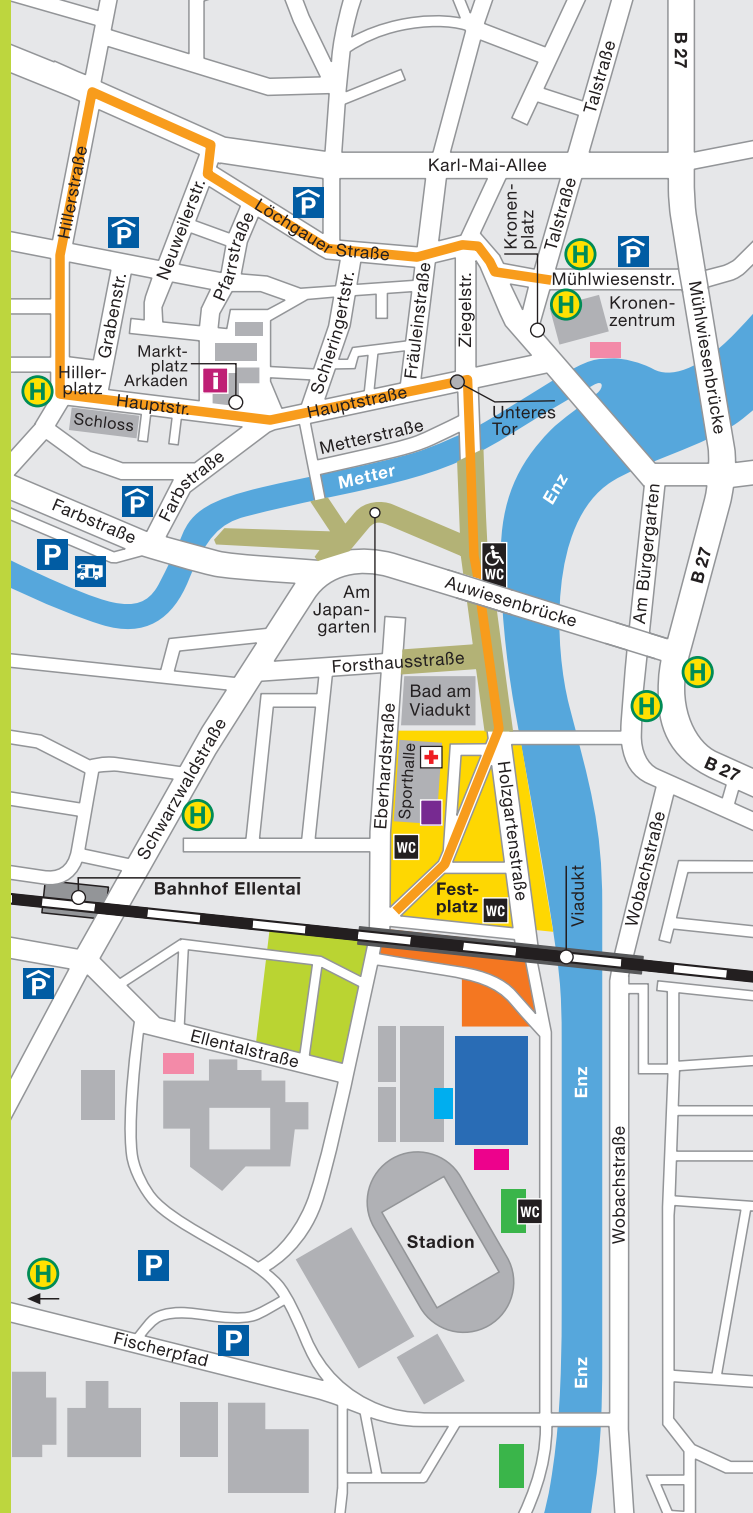 B 27
Talstraße
Karl-Mai-Allee
Hillerstraße
P
Löchgauer Straße
Neuweilerstr.
Pfarrstraße
Kronen-
platz
Talstraße
P
H
P
Mühlwiesenstr.
H
Kronen-
zentrum
Mühlwiesenbrücke
Grabenstr.
Schieringertstr.
Fräuleinstraße
Ziegelstr.
Markt-
platz
Arkaden
i
H
Hiller-
platz
Hauptstr.
Hauptstraße
Schloss
Unteres
Tor
Metterstraße
Metter
Enz
Farbstraße
P
Farbstraße
P
WC
Am
Japan-
garten
Auwiesenbrücke
Am Bürgergarten
B 27
Forsthausstraße
H
Bad am
Viadukt
H
Eberhardstraße
Sporthalle
Schwarzwaldstraße
Holzgartenstraße
B 27
H
WC
Wobachstraße
Bahnhof Ellental
Fest-
platz
WC
Viadukt
P
Ellentalstraße
Enz
Wobachstraße
WC
Stadion
H
P
Fischerpfad
P
Enz